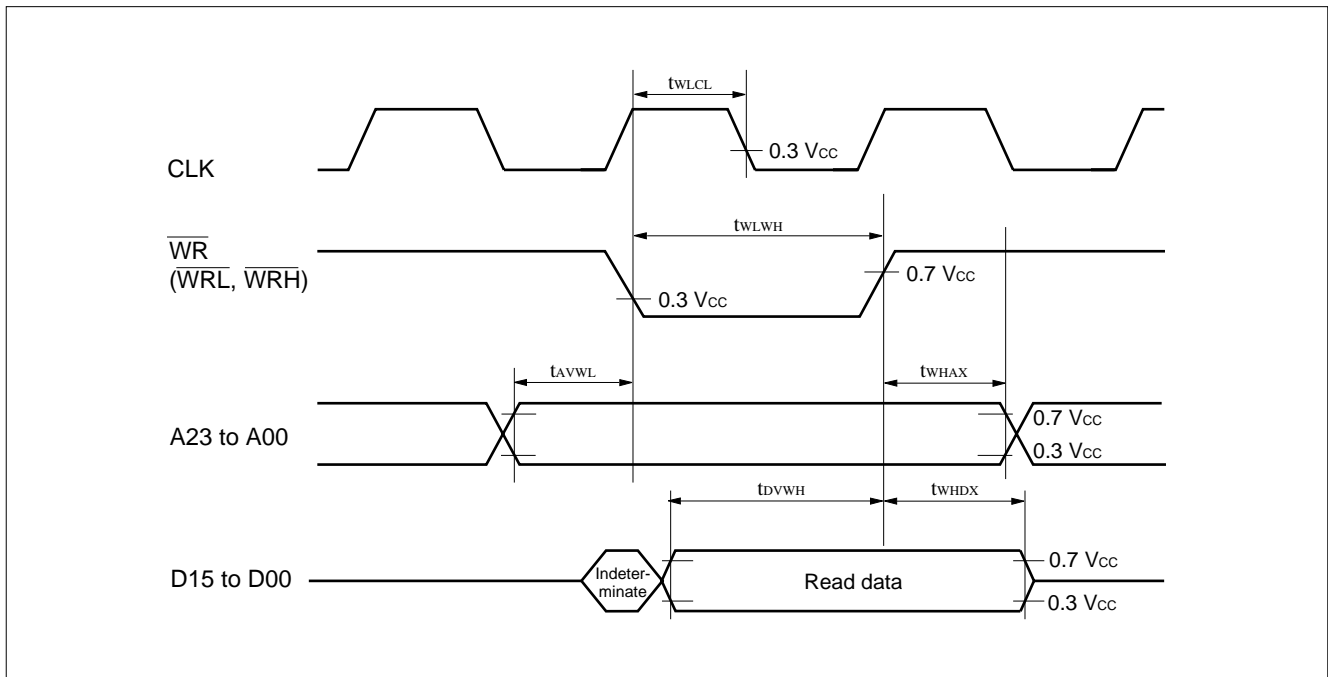 tWLCL
0.3 VCC
CLK
tWLWH
WR
(WRL, WRH)
0.7 VCC
0.3 VCC
tAVWL
tWHAX
0.7 VCC
A23 to A00
0.3 VCC
tDVWH
tWHDX
0.7 VCC
D15 to D00
Indeter-
minate
Read data
0.3 VCC